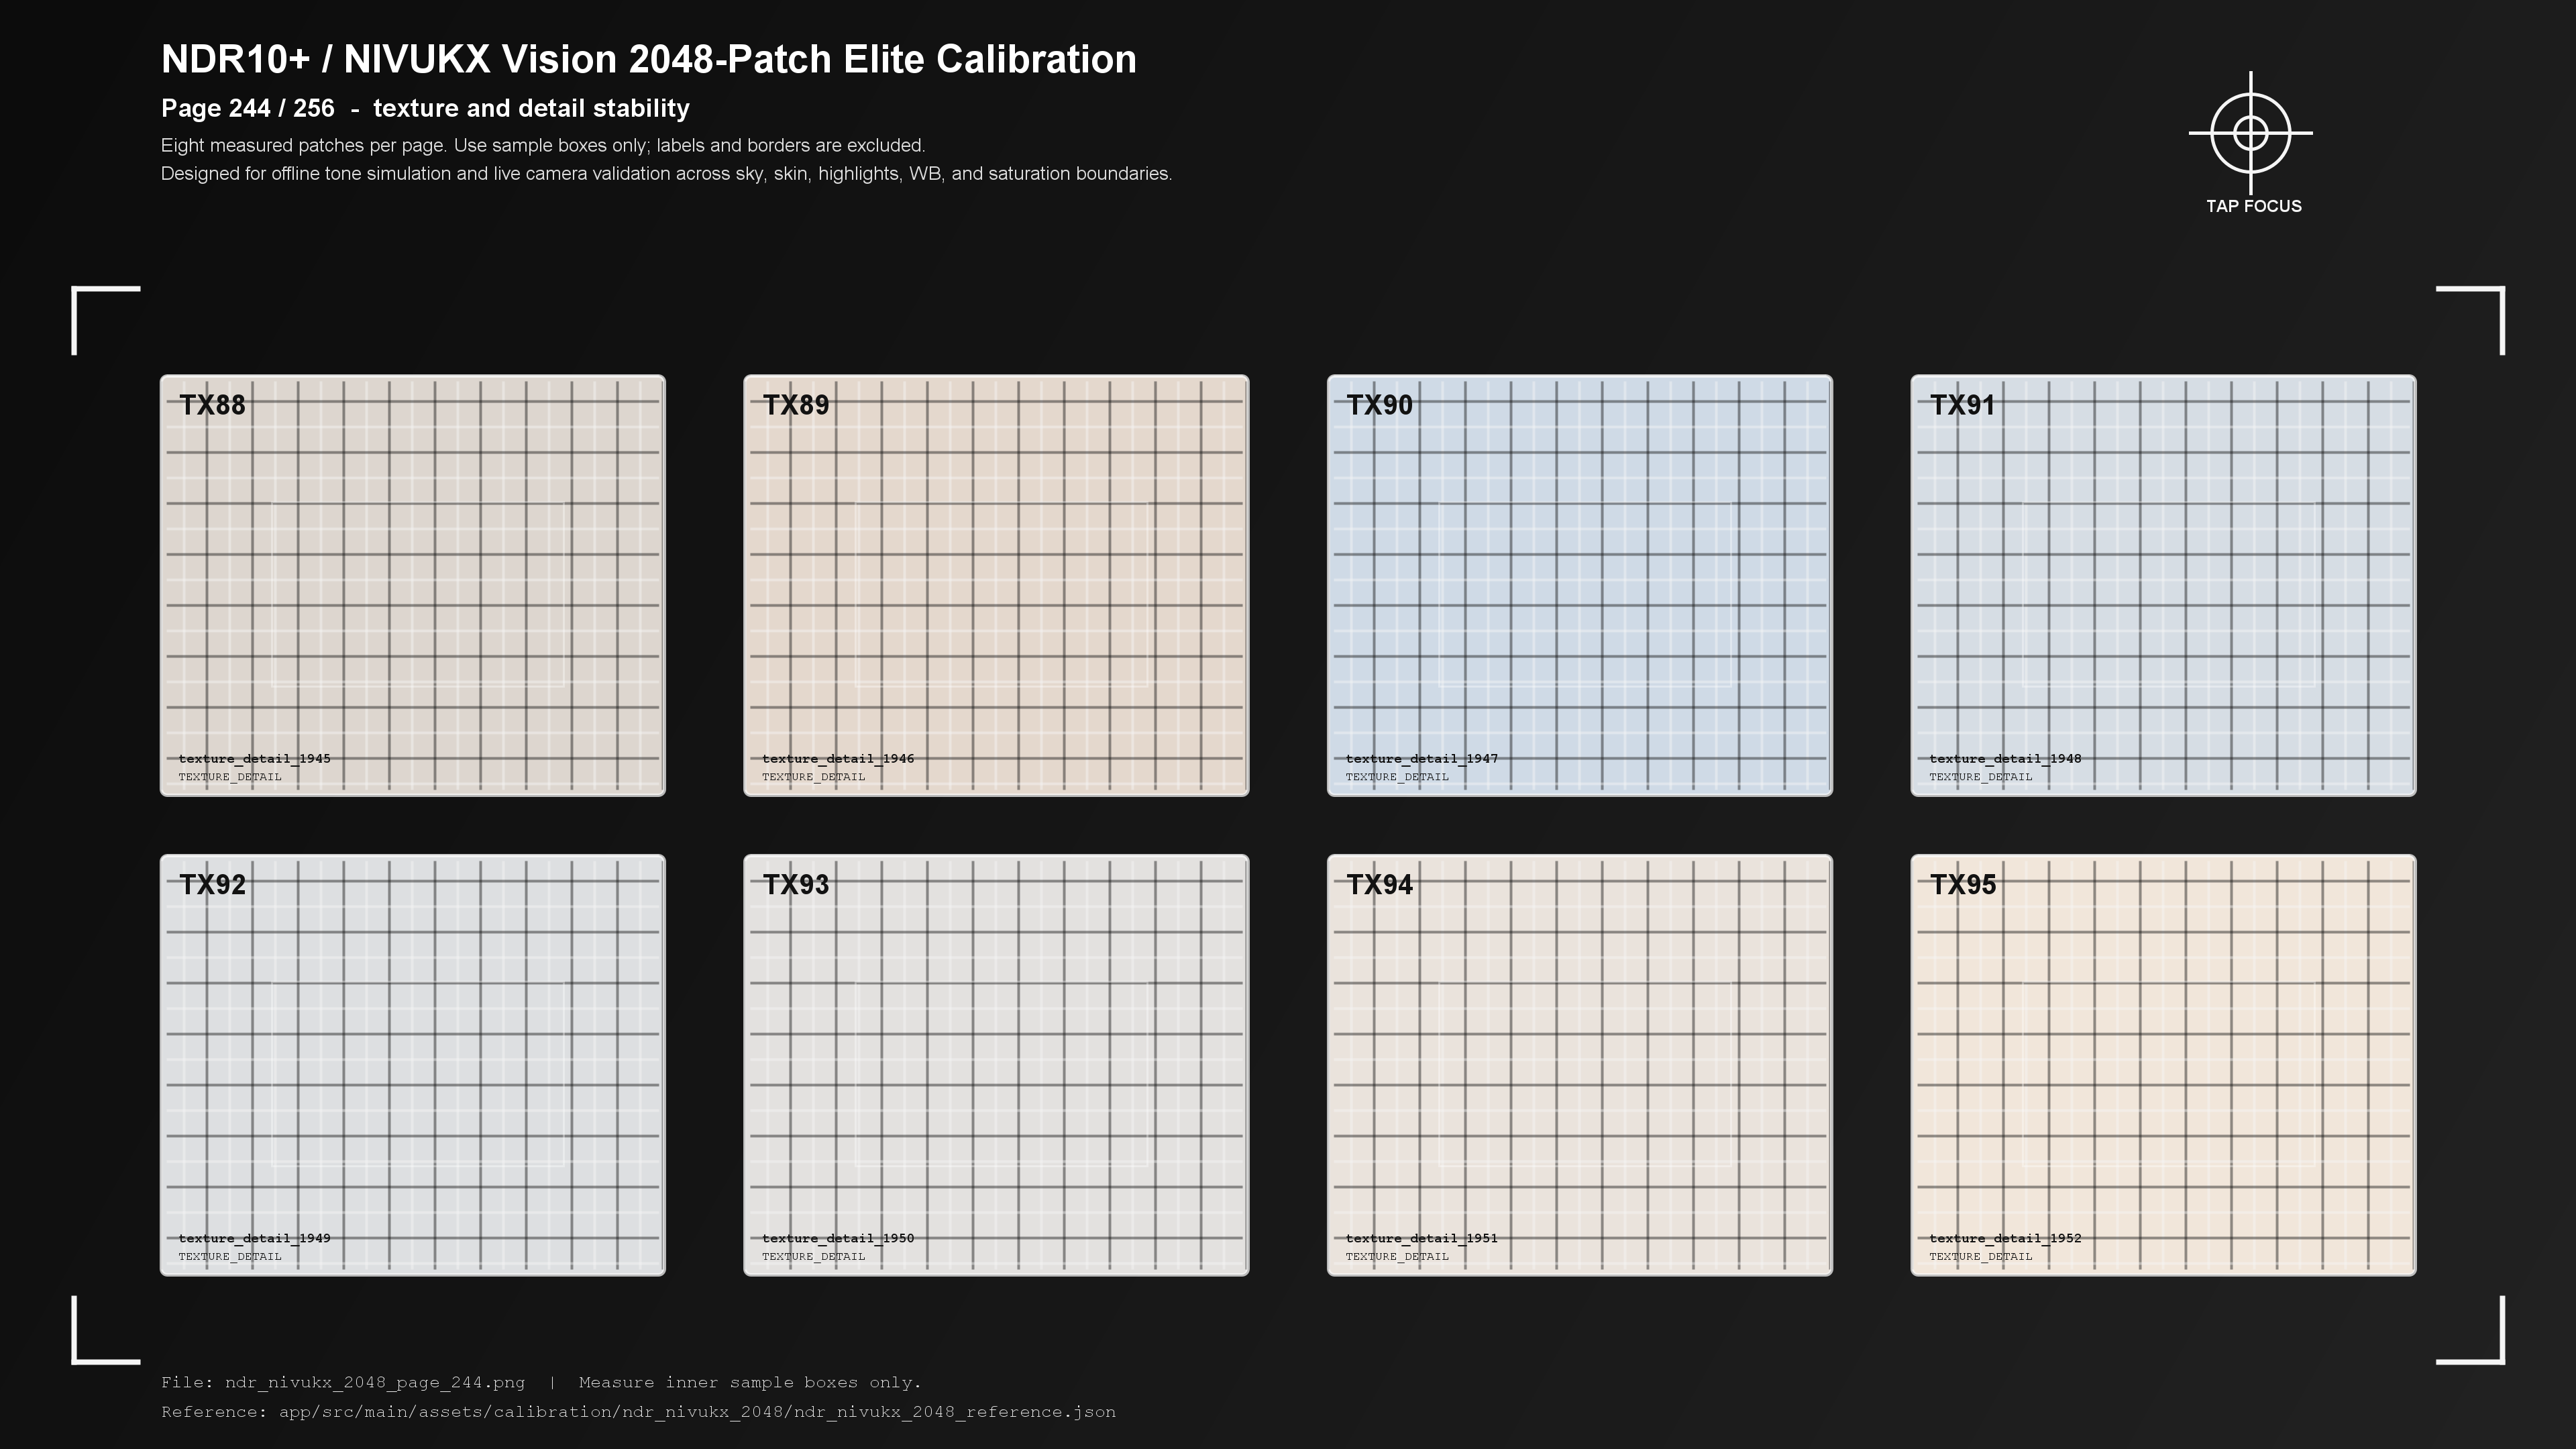 NDR10+ / NIVUKX Vision 2048-Patch Elite Calibration
Page 244 / 256 - texture and detail stability
Eight measured patches per page. Use sample boxes only; labels and borders are excluded.
Designed for offline tone simulation and live camera validation across sky, skin, highlights, WB, and saturation boundaries.
TAP FOCUS
TX88
texture_detail_1945
TEXTURE_DETAIL
TX89
texture_detail_1946
TEXTURE_DETAIL
TX90
texture_detail_1947
TEXTURE_DETAIL
TX91
texture_detail_1948
TEXTURE_DETAIL
TX92
texture_detail_1949
TEXTURE_DETAIL
TX93
texture_detail_1950
TEXTURE_DETAIL
TX94
texture_detail_1951
TEXTURE_DETAIL
TX95
texture_detail_1952
TEXTURE_DETAIL
File: ndr_nivukx_2048_page_244.png | Measure inner sample boxes only.
Reference: app/src/main/assets/calibration/ndr_nivukx_2048/ndr_nivukx_2048_reference.json